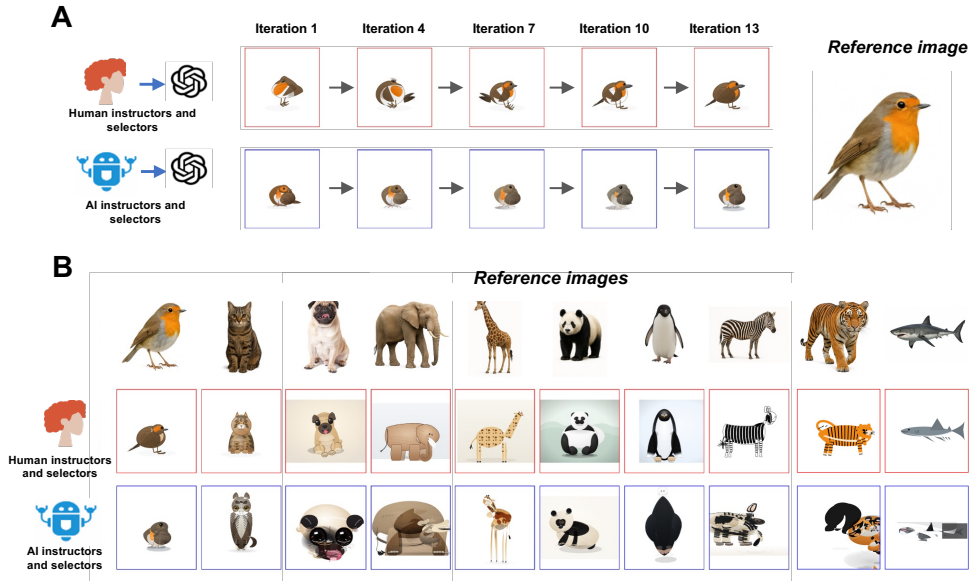 A
Iteration 1
Iteration 4
Iteration 7
Iteration 10
Iteration 13
Reference image
Human instructors and
selectors
AI instructors and
selectors
B
Reference images
Human instructors
and selectors
AI instructors
and selectors